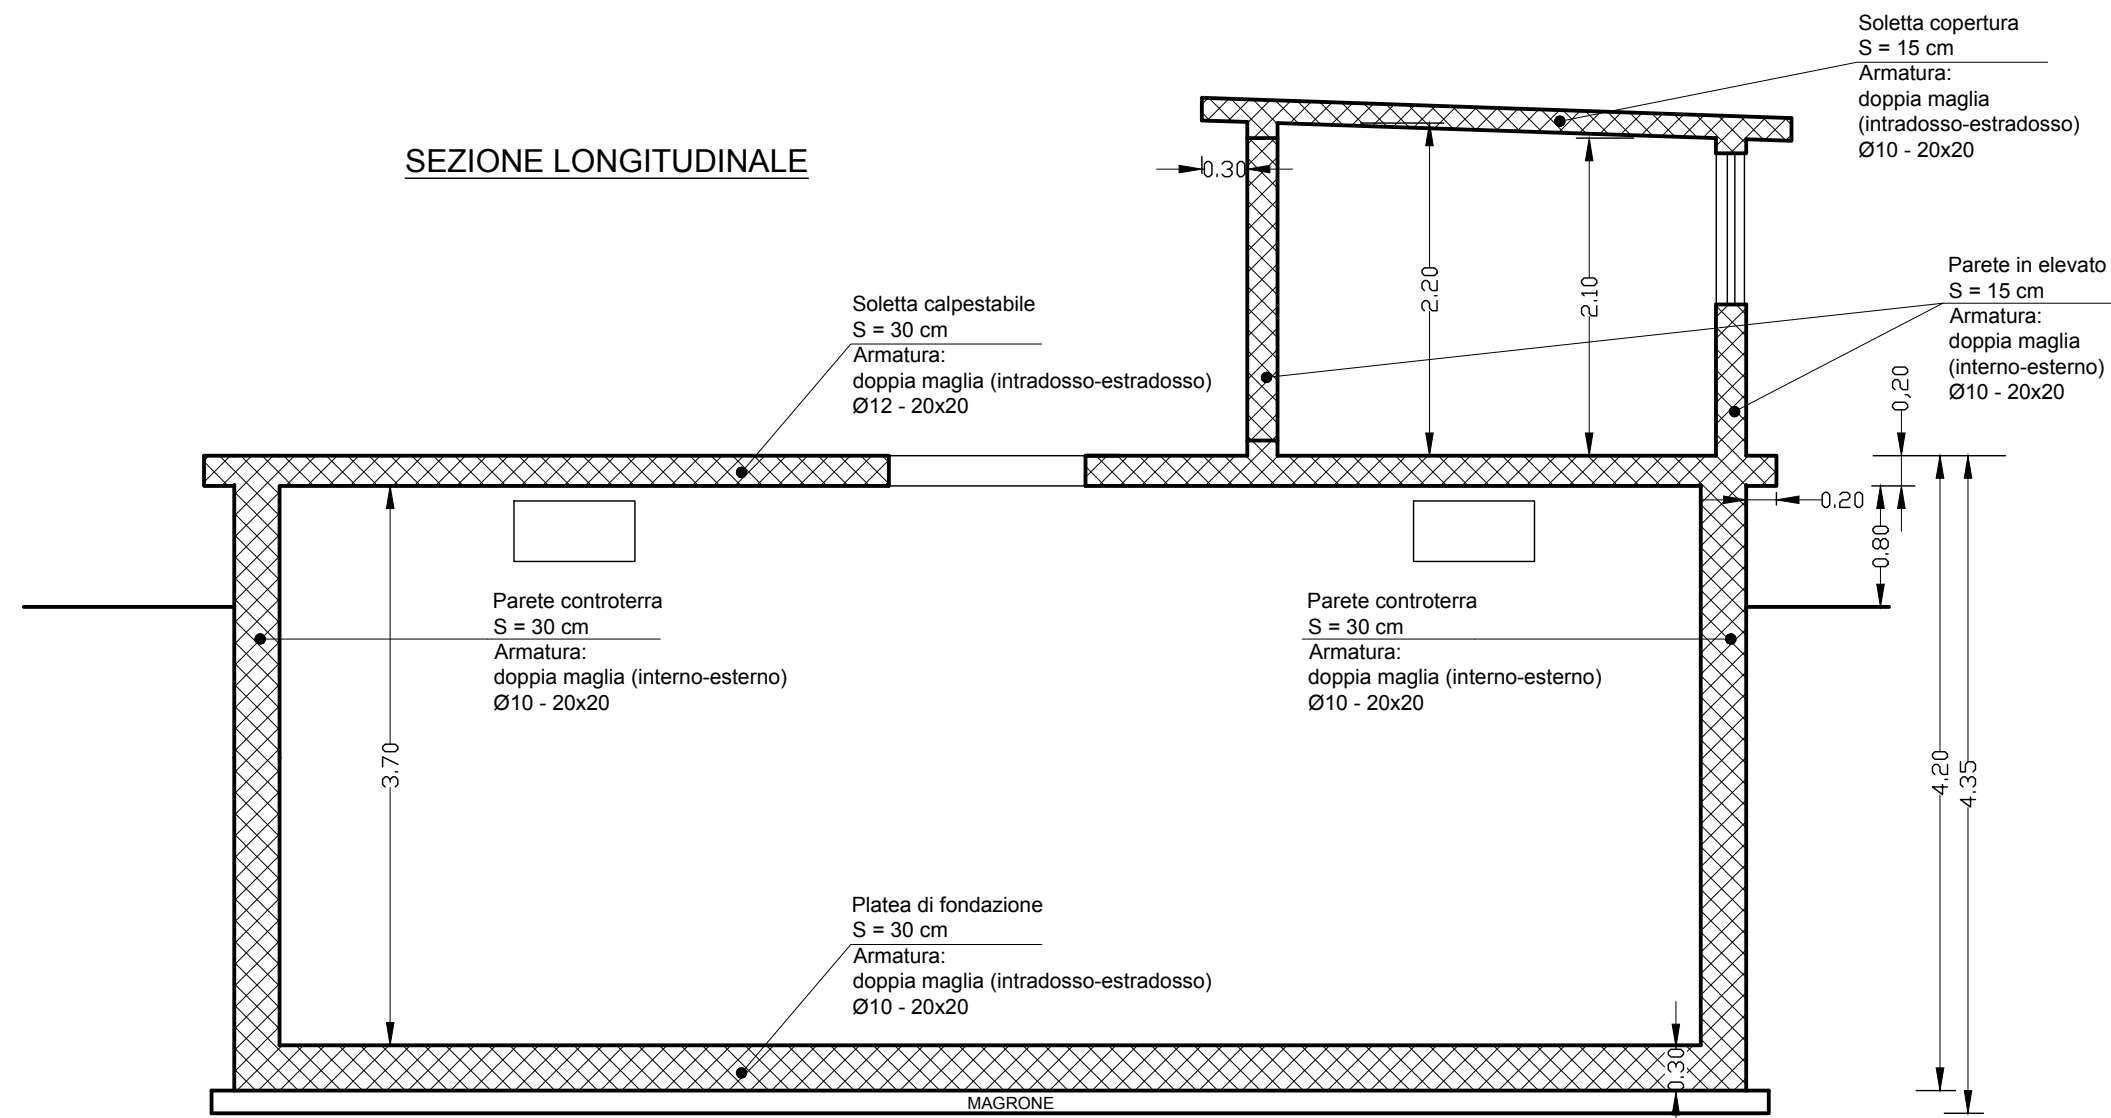 Soletta copertura
S = 15 cm
Armatura:
doppia maglia
(intradosso-estradosso)
Ø10 - 20x20
SEZIONE LONGITUDINALE
0.30
2.20
2.10
Parete in elevato
S = 15 cm
Armatura:
doppia maglia
(interno-esterno)
Ø10 - 20x20
Soletta calpestabile
S = 30 cm
Armatura:
doppia maglia (intradosso-estradosso)
Ø12 - 20x20
0,20
0.20
0.80
Parete controterra
S = 30 cm
Armatura:
doppia maglia (interno-esterno)
Ø10 - 20x20
Parete controterra
S = 30 cm
Armatura:
doppia maglia (interno-esterno)
Ø10 - 20x20
3.70
4.20
4.35
Platea di fondazione
S = 30 cm
Armatura:
doppia maglia (intradosso-estradosso)
Ø10 - 20x20
0.30
MAGRONE